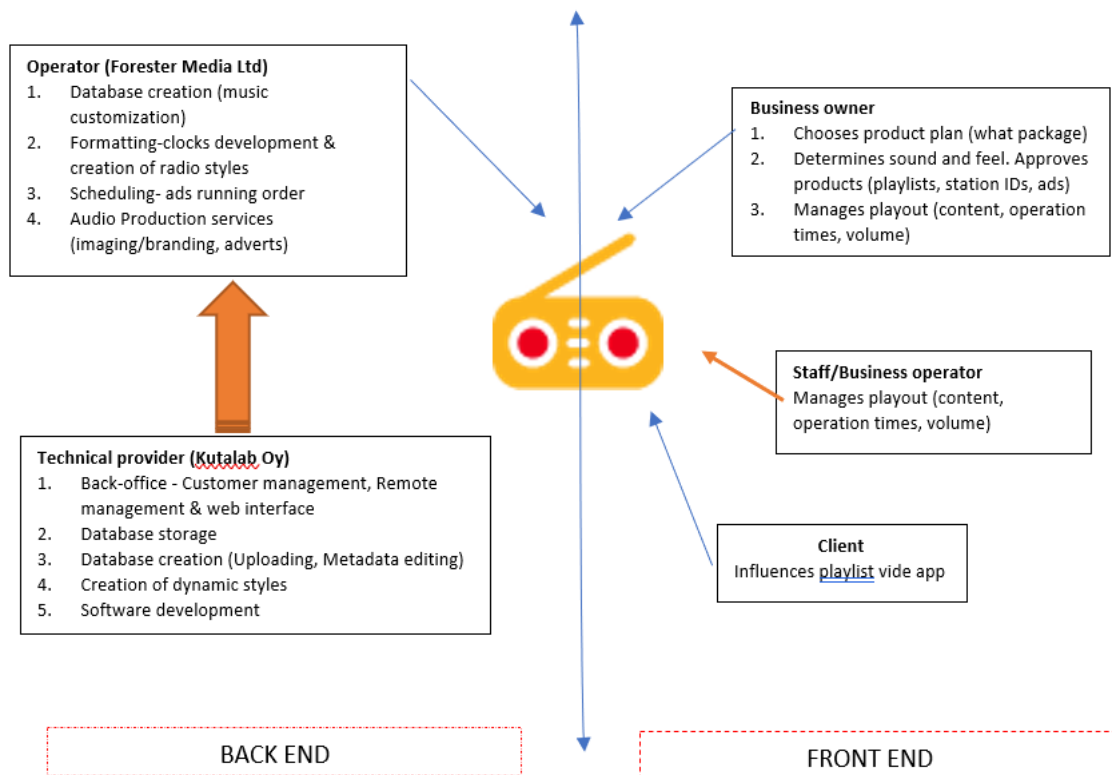 Operator (Forester Media Ltd)
1. Database creation (music
customization)
2. Formatting-clocks development &
creation of radio styles
3. Scheduling- ads running order
4. Audio Production services
(imaging/branding, adverts)
Technical provider (Kutalab Oy)
1. Back-office - Customer management, Remote
management & web interface
2. Database storage
3. Database creation (Uploading, Metadata editing)
4. Creation of dynamic styles
5. Software development
BACK END
Business owner
1. Chooses product plan (what package)
2. Determines sound and feel. Approves
products (playlists, station IDs, ads)
3. Manages playout (content, operation
times, volume)
Staff/Business operator
Manages playout (content,
operation times, volume)
Client
Influences playlist vide app
FRONT END